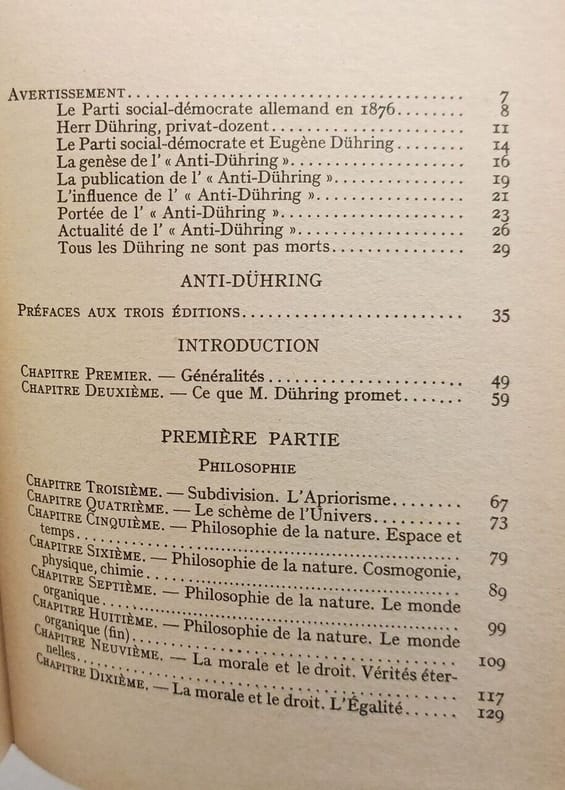 AVERTISSEMENT..................................... 7
Le Parti social-démocrate allemand en 1876........ 8
Herr Dühring, privat-dozent..................... 11
Le Parti social-démocrate et Eugène Dühring....... 14
La genèse de l' « Anti-Dühring »................... 16
La publication de l' « Anti-Dühring »............... 19
L'influence de l' « Anti-Dühring »................. 21
Portée de l' « Anti-Dühring »..................... 23
Actualité de l' « Anti-Dühring »................... 26
Tous les Dühring ne sont pas morts............... 29
ANTI-DÜHRING
PRÉFACES AUX TROIS ÉDITIONS........................ 35
INTRODUCTION
CHAPITRE PREMIER. — Généralités..................... 49
CHAPITRE DEUXIÈME. — Ce que M. Dühring promet....... 59
PREMIÈRE PARTIE
PHILOSOPHIE
CHAPITRE TROISIÈME. — Subdivision. L'Apriorisme........ 67
CHAPITRE QUATRIÈME. — Le schème de l'Univers.......... 73
CHAPITRE CINQUIÈME. — Philosophie de la nature. Espace et
temps............................................ 79
CHAPITRE SIXIÈME. — Philosophie de la nature. Cosmogonie,
physique, chimie.................................. 89
CHAPITRE SEPTIÈME. — Philosophie de la nature. Le monde
organique........................................ 99
CHAPITRE HUITIÈME. — Philosophie de la nature. Le monde
organique (fin)................................... 109
CHAPITRE NEUVIÈME. — La morale et le droit. Vérités éter-
nelles........................................... 117
CHAPITRE DIXIÈME. — La morale et le droit. L'Égalité...... 129